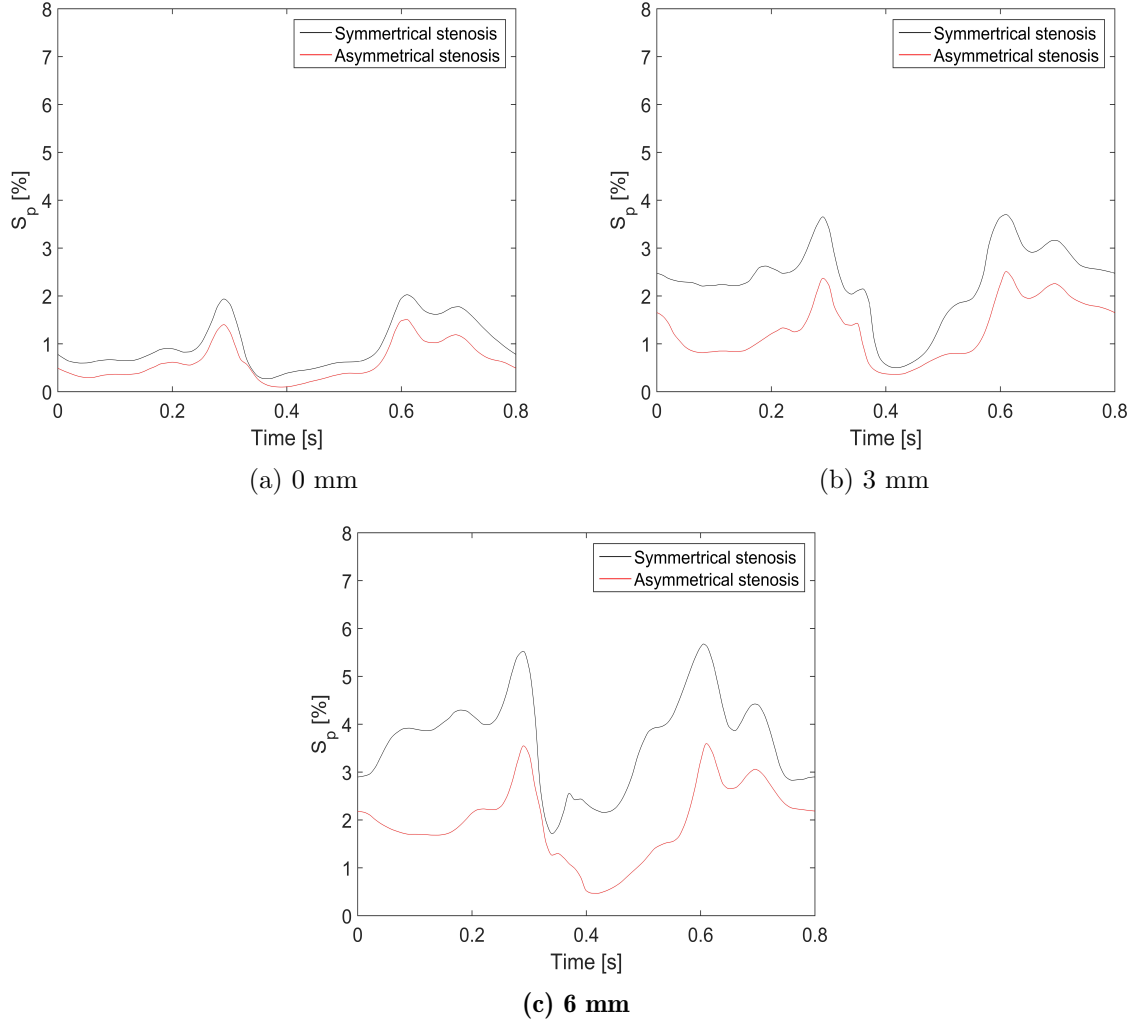 8
7
6
5
4
3
2
1
0
S_p [%]
0 0.2 0.4 0.6 0.8
Time [s]
Symmertrical stenosis
Asymmetrical stenosis
(a) 0 mm
8
7
6
5
4
3
2
1
0
S_p [%]
0 0.2 0.4 0.6 0.8
Time [s]
Symmertrical stenosis
Asymmetrical stenosis
(b) 3 mm
8
7
6
5
4
3
2
1
0
S_p [%]
0 0.2 0.4 0.6 0.8
Time [s]
Symmertrical stenosis
Asymmetrical stenosis
(c) 6 mm